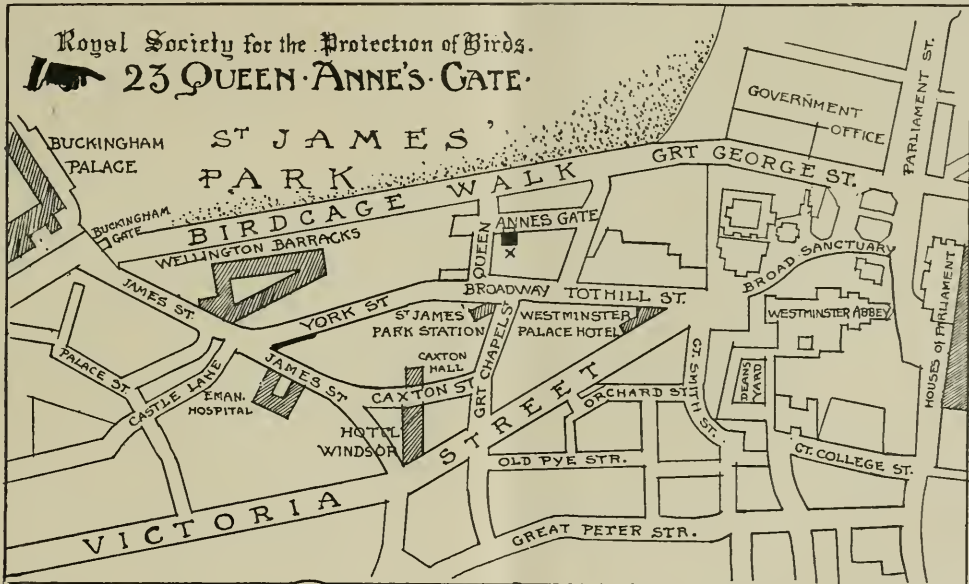 Royal Society for the Protection of Birds.
23 QUEEN·ANNE'S·GATE·
BUCKINGHAM
PALACE
ST JAMES'
PARK
BUCKINGHAM
GATE
BIRDCAGE WALK
GRT GEORGE ST.
GOVERNMENT
OFFICE
PARLIAMENT ST.
WELLINGTON BARRACKS
QUEEN
ANNES GATE
X
BROAD SANCTUARY
JAMES ST.
YORK ST
BROADWAY
TOTHILL ST.
ST JAMES'
PARK STATION
WESTMINSTER
PALACE HOTEL
WESTMINSTER ABBEY
HOUSES OF PARLIAMENT
PALACE ST.
CASTLE LANE
JAMES ST
EMAN.
HOSPITAL
CAXTON
HALL
CAXTON ST
GRT CHAPEL ST
HOTEL
WINDSOR
ORCHARD ST.
GT. SMITH ST.
DEANS
YARD
OLD PYE STR.
GT. COLLEGE ST.
VICTORIA STREET
GREAT PETER STR.